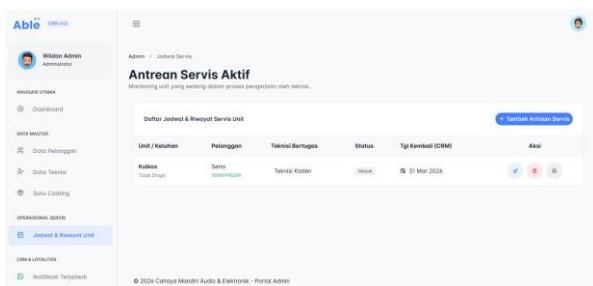 Able
CRM V1.0
Wildan Admin
Administrator
NAVIGASI UTAMA
Dashboard
DATA MASTER
Data Pelanggan
Data Teknisi
Suku Cadang
OPERASIONAL SERVIS
Jadwal & Riwayat Unit
CRM & LOYALITAS
Notifikasi Terjadwal
Admin > Jadwal Servis
Antrean Servis Aktif
Monitoring unit yang sedang dalam proses pengerjaan oleh teknisi.
Daftar Jadwal & Riwayat Servis Unit
+ Tambah Antrean Servis
Unit / Keluhan Pelanggan Teknisi Bertugas Status Tgl Kembali (CRM) Aksi
Kulkas Setio Teknisi Klaten Masuk 31 Mar 2026
Tidak Dingin
© 2026 Cahaya Mandiri Audio & Elektronik - Portal Admin